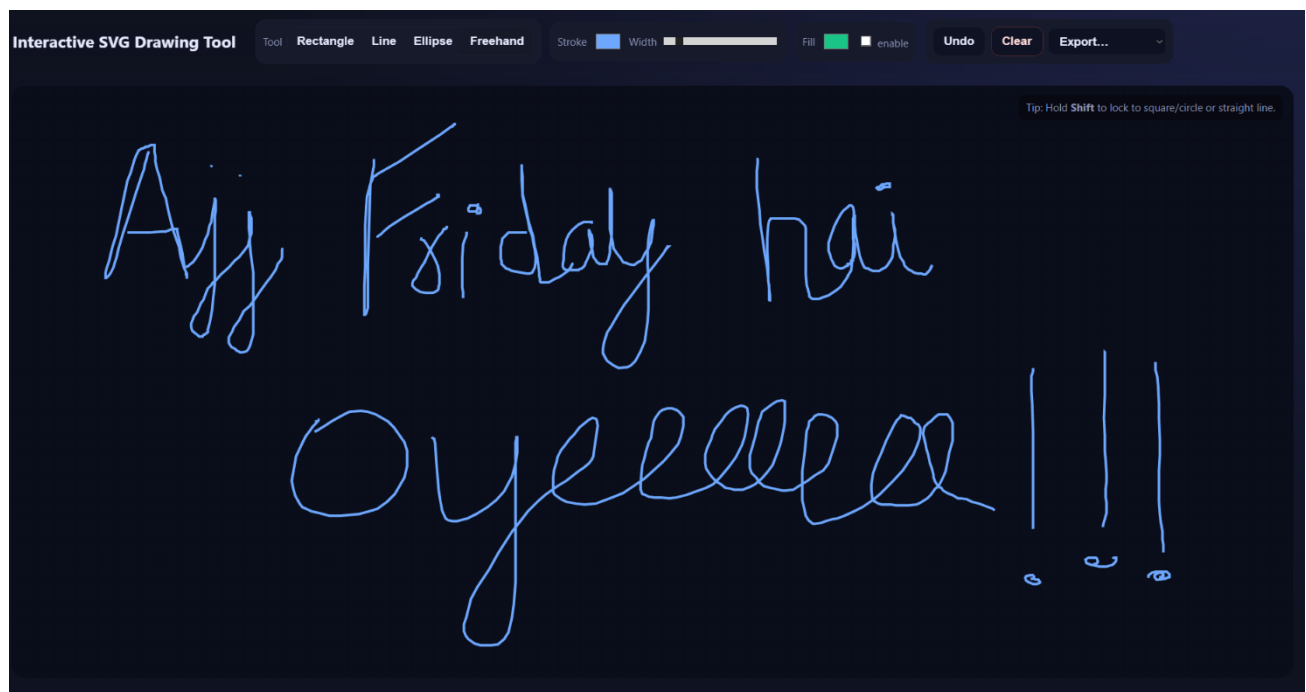 Interactive SVG Drawing Tool Tool Rectangle Line Ellipse Freehand Stroke Width Fill enable Undo Clear Export...
Tip: Hold Shift to lock to square/circle or straight line.
Ajj Friday hai
Oyeeeeeee!!!